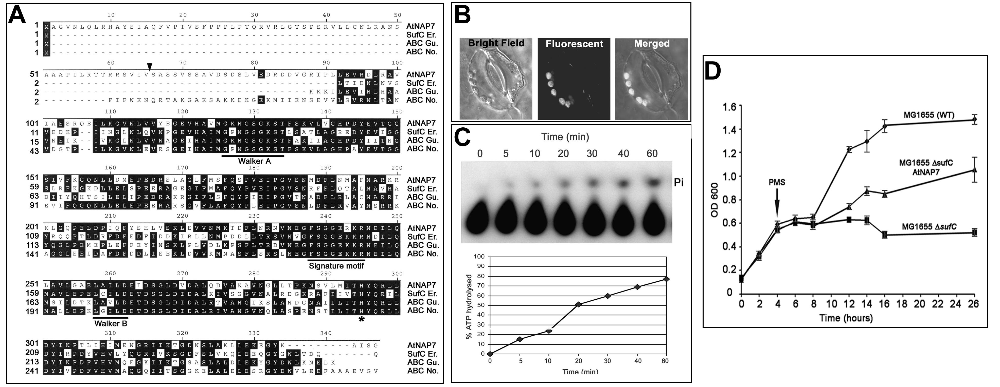 A
10 20 30 40 50
1 MAGVNLQLRHAYSIAQFVPTVSFPPPLPTQRVRLGTSPSRVLLCNLRANS AtNAP7
1 M------------------------------------------------- SufC Er.
1 M------------------------------------------------- ABC Gu.
1 M------------------------------------------------- ABC No.
60 70 80 90 100
51 AAAPILRTTRRSVIVSASSVSSAVDSDSLVEDRDDVGRIPLLEVRDLRAV AtNAP7
2 -----------------------------------------LTIENLNVS SufC Er.
2 -------------------------------------KKKILEVTNLHAA ABC Gu.
2 ---------FIFWKNQRTAKGAKSAKKEKGEKMIIENSEVVLSVRNLTAN ABC No.
110 120 130 140 150
101 IAESRQEILKGVNLVVYEGEVHAVMGKNGSGKSTFSKVLVGHPDYEVTGG AtNAP7
11 VEDKP--IINGLNLQVNPGEVHAIMGPNGSGKSTLSATLAGREDYEVIGG SufC Er.
15 VNEIK--IVKGLNLVVNAGEIHAIMGKNGSGKSTFAKIIAGHPDYTITNG ABC Gu.
43 VDGTP--ILKGVNLEVRSGEIHAIMGPNGSGKSTFSKVLAGHPAYEVTGG ABC No.
Walker A
160 170 180 190 200
151 SIVFKGQNLLDMEPEDRSLAGLFMSFQSPVEIPGVSNMDFLNMAFNARKR AtNAP7
59 SLRFKGKDLLELSPEERAGEGIFMAFQYPVEIPGVSNRFFLQTALNAVRA SufC Er.
63 DITYQHTSILELTPEDRAKRGIFLSFQYPIEIPGVTNADFLRLACNARRI ABC Gu.
91 EVIFQGQNLLELEPEERARSGVFLAFQYPLEIPGVSNLDFLRVAYNSRRK ABC No.
210 220 230 240 250
201 KLGQPELDPIQFYSHLVSKLEVVNMKTDFLNRNVNEGFSGGERKRNEILQ AtNAP7
109 YRQQPTLDRFDFEDFIDDKIRLLNMPDDLLTRSVNVGFSGGEKKRNDILQ SufC Er.
113 YQGLPEMEPLEFFEYINSKLPLVDLKPSFLTRDVNEGFSGGEKKRNEILQ ABC Gu.
141 AQGLEEIDAFDFDDLIEEKLDVVKMNASFLSRSLNEGFSGGEKKRNEILQ ABC No.
Signature motif
260 270 280 290 300
251 LAVLGAELAILDEIDSGLDVDALQDVAKAVNGLLTPKNSVLMITHYQRLL AtNAP7
159 MAVLEPELCILDETDSGLDIDALKIVSGGVNALRDGKRAFIIVTHYQRIL SufC Er.
163 MSILDTKLAVLDETDSGLDIDALRTVANGIKSLANDGNAIILITHYQRLL ABC Gu.
191 MALLEPKLGILDETDSGLDIDALRIVANGVNQLASPENSTILITHYQRLL ABC No.
Walker B *
310 320 330 340
301 DYIKPTLIHIMENGRIIKTGDNSLAKLLEKEGYK---------AISG AtNAP7
209 DYIRPDYVHVLYQGRIVKSGDFSLVKQLEEQGYGWLTDQ-------Q SufC Er.
213 DYIKPDFVHVMQEGKIIKTGSASLALDLEKYGYDWLKNELK ABC Gu.
241 DYIVPDFVHVMAQGQIITSGGKELALELESRGYDWVLEEFAAAAEVGV ABC No.
B
Bright Field
Fluorescent
Merged
C
Time (min)
0 5 10 20 30 40 60
Pi
100
90
80
70
60
50
40
30
20
10
0
% ATP hydrolysed
0 5 10 20 30 40 60
Time (min)
D
1.6
1.4
1.2
1.0
0.8
0.6
0.4
0.2
0
OD 600
PMS
MG1655 (WT)
MG1655 ΔsufC
AtNAP7
MG1655 ΔsufC
0 2 4 6 8 10 12 14 16 18 20 22 24 26
Time (hours)